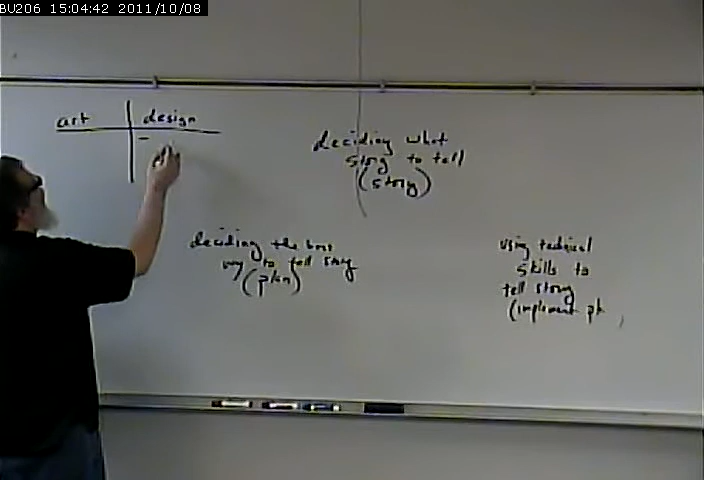 BU206 15:04:42 2011/10/08
art design
-
deciding what
story to tell
(story)
deciding the best
way to tell story
(plan)
using technical
skills to
tell story
(implement